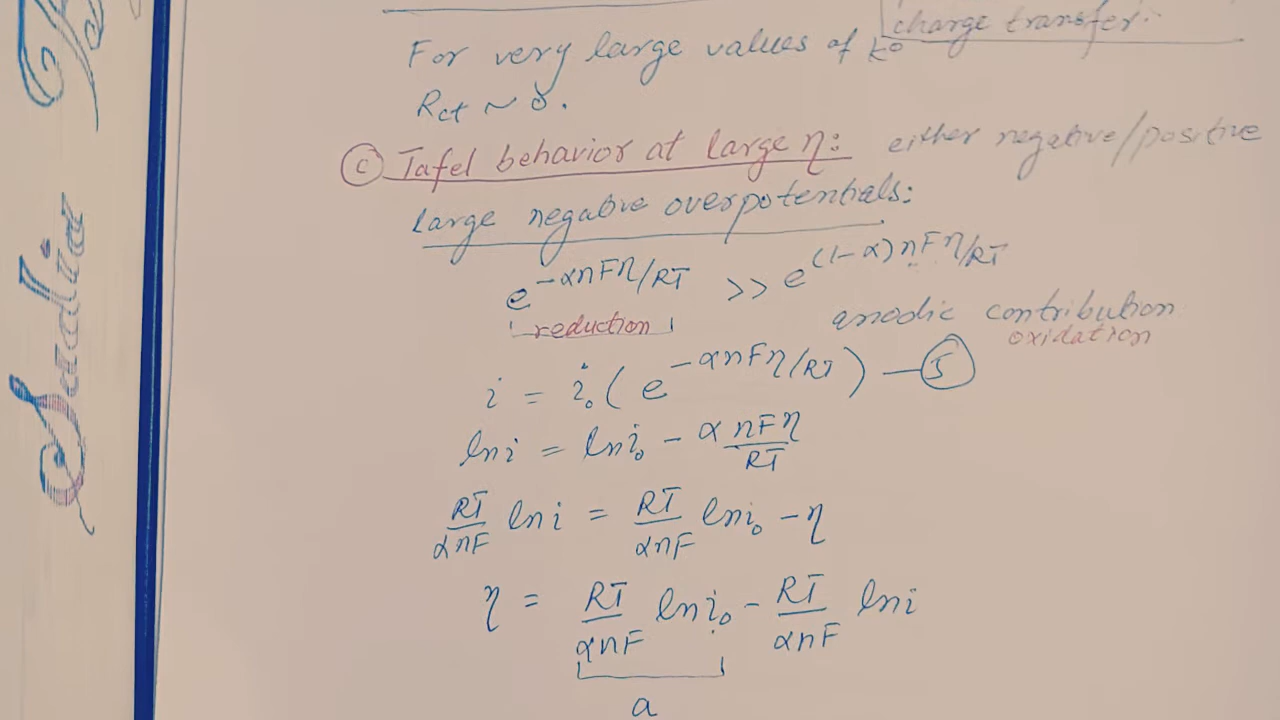 charge transfer.
For very large values of k⁰
Rct ~ 0.
ⓒ Tafel behavior at large η: either negative/positive
large negative overpotentials:
e^(-αnFη/RT) >> e^((1-α)nFη/RT)
reduction
anodic contribution
oxidation
i = i₀ ( e^(-αnFη/RT) ) — ⑤
ln i = ln i₀ - α nFη/RT
RT/αnF ln i = RT/αnF ln i₀ - η
η = RT/αnF ln i₀ - RT/αnF ln i
a
Sadia